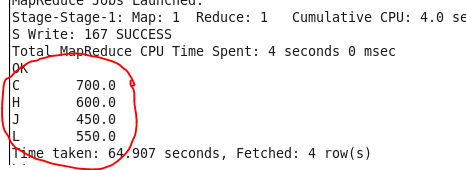 MapReduce Jobs Launched:
Stage-Stage-1: Map: 1  Reduce: 1   Cumulative CPU: 4.0 se
S Write: 167 SUCCESS
Total MapReduce CPU Time Spent: 4 seconds 0 msec
OK
C       700.0
H       600.0
J       450.0
L       550.0
Time taken: 64.907 seconds, Fetched: 4 row(s)